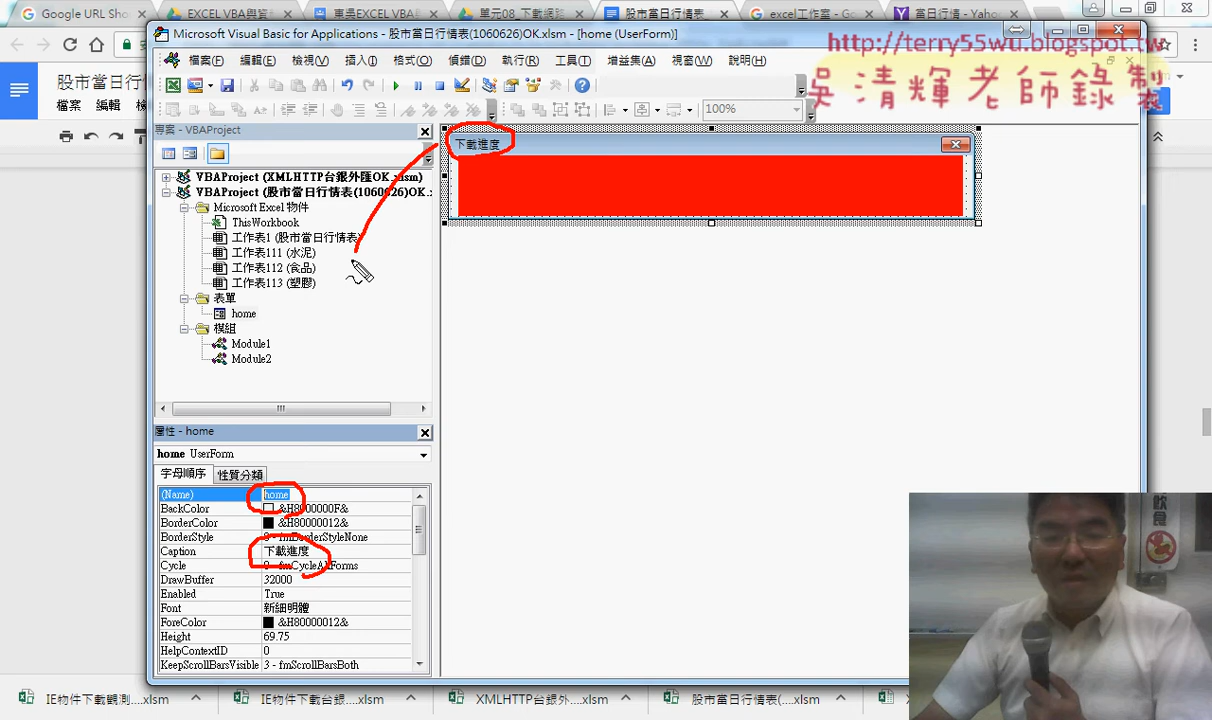 Google URL Sho
EXCEL VBA與資
東吳EXCEL VBA
單元08_下載網
股市當日行情表
excel工作室 - Go
當日行情 - Yaho
Microsoft Visual Basic for Applications - 股市當日行情表(1060626)OK.xlsm - [home (UserForm)]
http://terry55wu.blogspot.tw
吳清輝老師錄製
檔案(F) 編輯(E) 檢視(V) 插入(I) 格式(O) 偵錯(D) 執行(R) 工具(T) 增益集(A) 視窗(W) 說明(H)
股市當日行
檔案 編輯
100%
專案 - VBAProject
下載進度
VBAProject (XMLHTTP台銀外匯OK.xlsm)
VBAProject (股市當日行情表(1060626)OK.
Microsoft Excel 物件
ThisWorkbook
工作表1 (股市當日行情表)
工作表111 (水泥)
工作表112 (食品)
工作表113 (塑膠)
表單
home
模組
Module1
Module2
屬性 - home
home UserForm
字母順序 性質分類
(Name) home
BackColor &H8000000F&
BorderColor &H80000012&
BorderStyle 0 - fmBorderStyleNone
Caption 下載進度
Cycle 0 - fmCycleAllForms
DrawBuffer 32000
Enabled True
Font 新細明體
ForeColor &H80000012&
Height 69.75
HelpContextID 0
KeepScrollBarsVisible 3 - fmScrollBarsBoth
飲食
IE物件下載觀測....xlsm
IE物件下載台銀...xlsm
XMLHTTP台銀外...xlsm
股市當日行情表(....xlsm